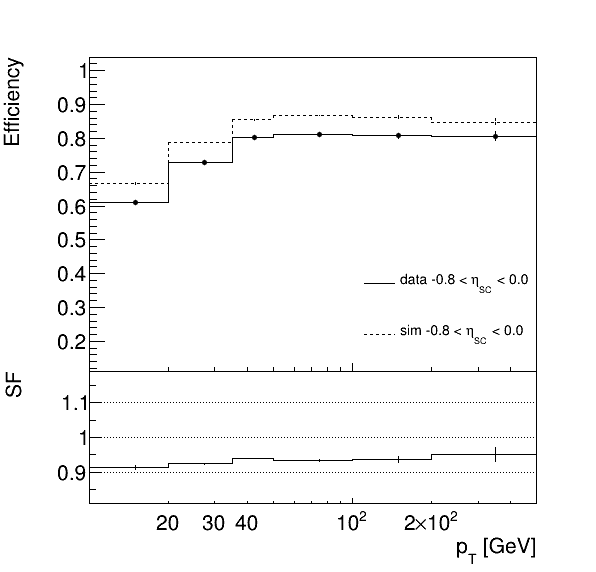 Efficiency
1
0.9
0.8
0.7
0.6
0.5
0.4
0.3
0.2
data -0.8 < η_SC < 0.0
sim -0.8 < η_SC < 0.0
SF
1.1
1
0.9
20 30 40 10² 2×10²
p_T [GeV]